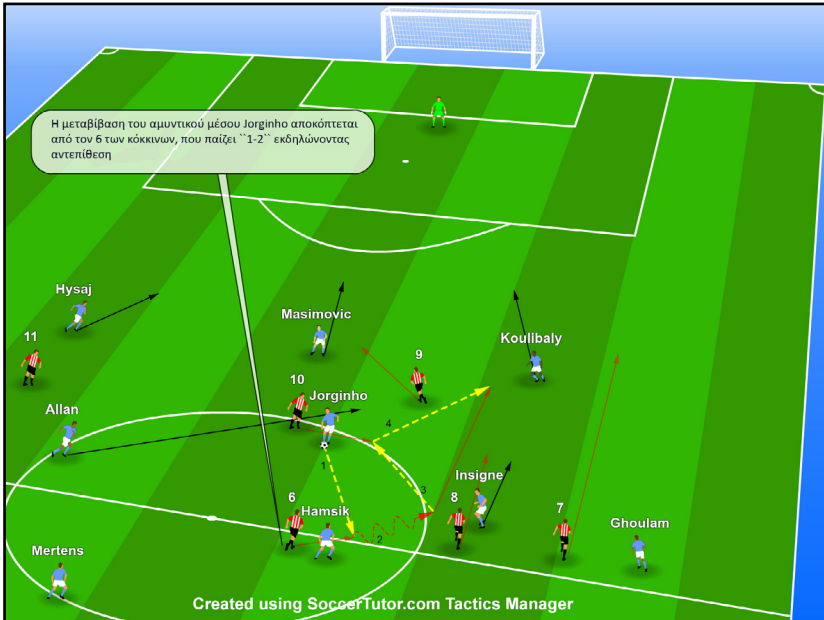 Η μεταβίβαση του αμυντικού μέσου Jorginho αποκόπτεται
από τον 6 των κόκκινων, που παίζει ``1-2`` εκδηλώνοντας
αντεπίθεση
Hysaj
Masimovic
11
9
Koulibaly
10
Jorginho
Allan
4
1
Insigne
3
6
Hamsik
8
7
2
Ghoulam
Mertens
Created using SoccerTutor.com Tactics Manager